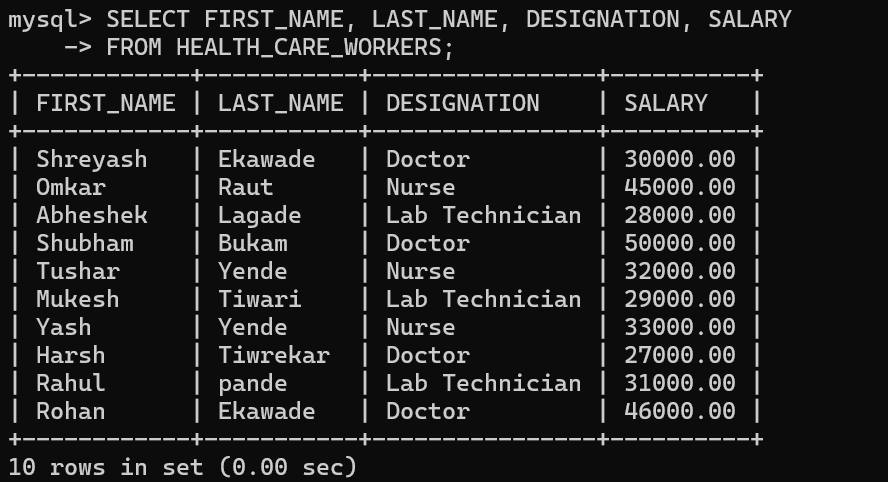 mysql> SELECT FIRST_NAME, LAST_NAME, DESIGNATION, SALARY
    -> FROM HEALTH_CARE_WORKERS;
+------------+-----------+----------------+----------+
| FIRST_NAME | LAST_NAME | DESIGNATION    | SALARY   |
+------------+-----------+----------------+----------+
| Shreyash   | Ekawade   | Doctor         | 30000.00 |
| Omkar      | Raut      | Nurse          | 45000.00 |
| Abheshek   | Lagade    | Lab Technician | 28000.00 |
| Shubham    | Bukam     | Doctor         | 50000.00 |
| Tushar     | Yende     | Nurse          | 32000.00 |
| Mukesh     | Tiwari    | Lab Technician | 29000.00 |
| Yash       | Yende     | Nurse          | 33000.00 |
| Harsh      | Tiwrekar  | Doctor         | 27000.00 |
| Rahul      | pande     | Lab Technician | 31000.00 |
| Rohan      | Ekawade   | Doctor         | 46000.00 |
+------------+-----------+----------------+----------+
10 rows in set (0.00 sec)